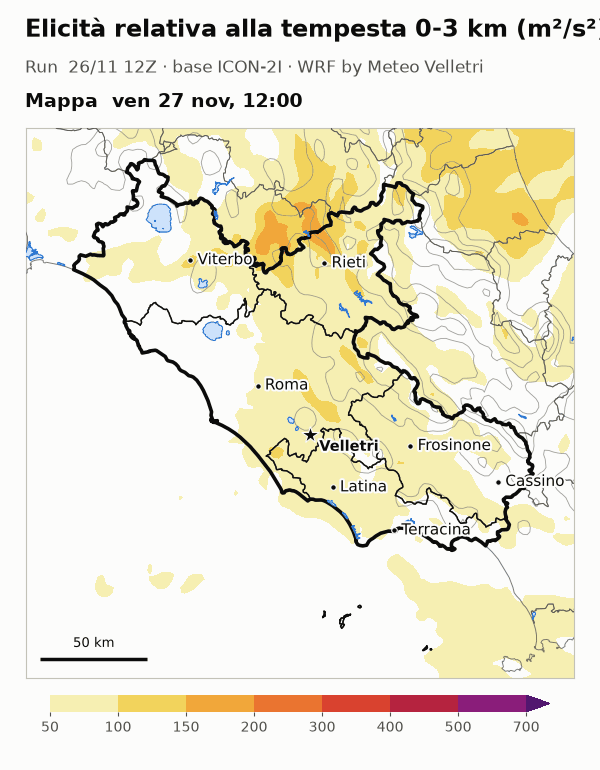 Elicità relativa alla tempesta 0-3 km (m²/s²)
Run 26/11 12Z · base ICON-2I · WRF by Meteo Velletri
Mappa ven 27 nov, 12:00
Viterbo
Rieti
Roma
Velletri
Frosinone
Cassino
Latina
Terracina
50 km
50 100 150 200 300 400 500 700